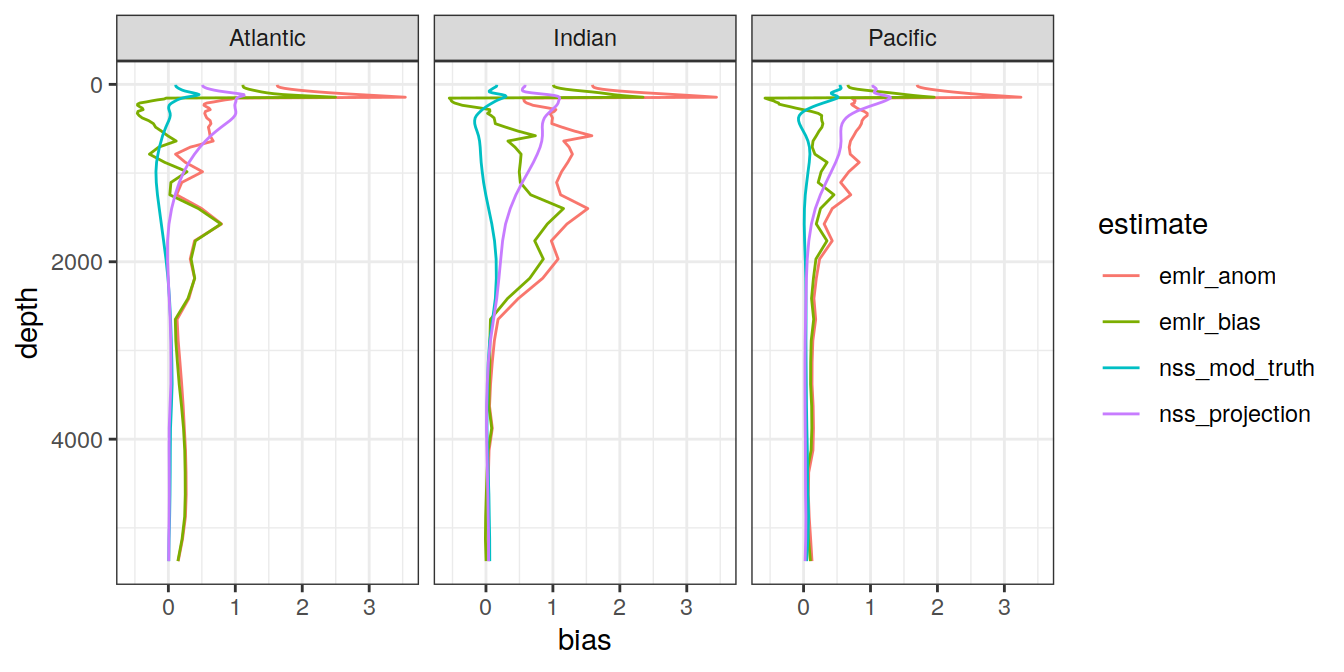 Atlantic Indian Pacific
0
2000
4000
depth
0 1 2 3 0 1 2 3 0 1 2 3
bias
estimate
emlr_anom
emlr_bias
nss_mod_truth
nss_projection